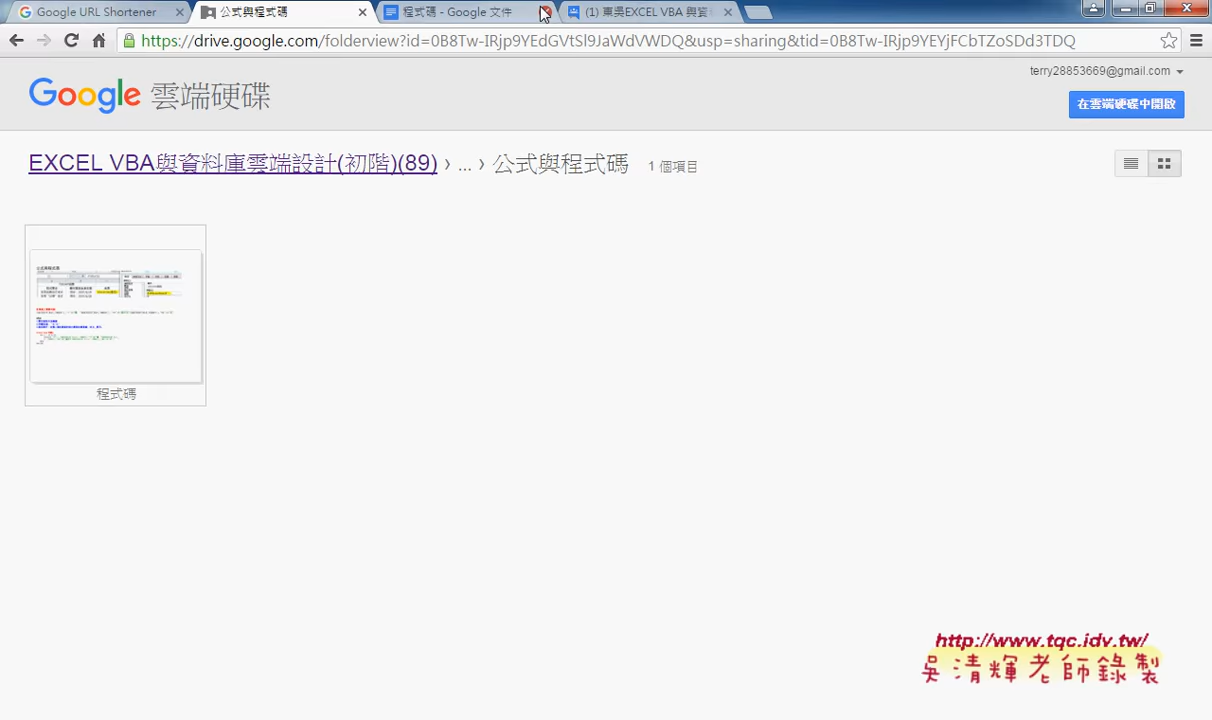 Google URL Shortener
公式與程式碼
程式碼 - Google 文件
(1) 東吳EXCEL VBA 與資
https://drive.google.com/folderview?id=0B8Tw-IRjp9YEdGVtSl9JaWdVWDQ&usp=sharing&tid=0B8Tw-IRjp9YEYjFCbTZoSDd3TDQ
terry28853669@gmail.com
Google 雲端硬碟
在雲端硬碟中開啟
EXCEL VBA與資料庫雲端設計(初階)(89) › ... › 公式與程式碼 1 個項目
程式碼
http://www.tqc.idv.tw/
吳清輝老師錄製